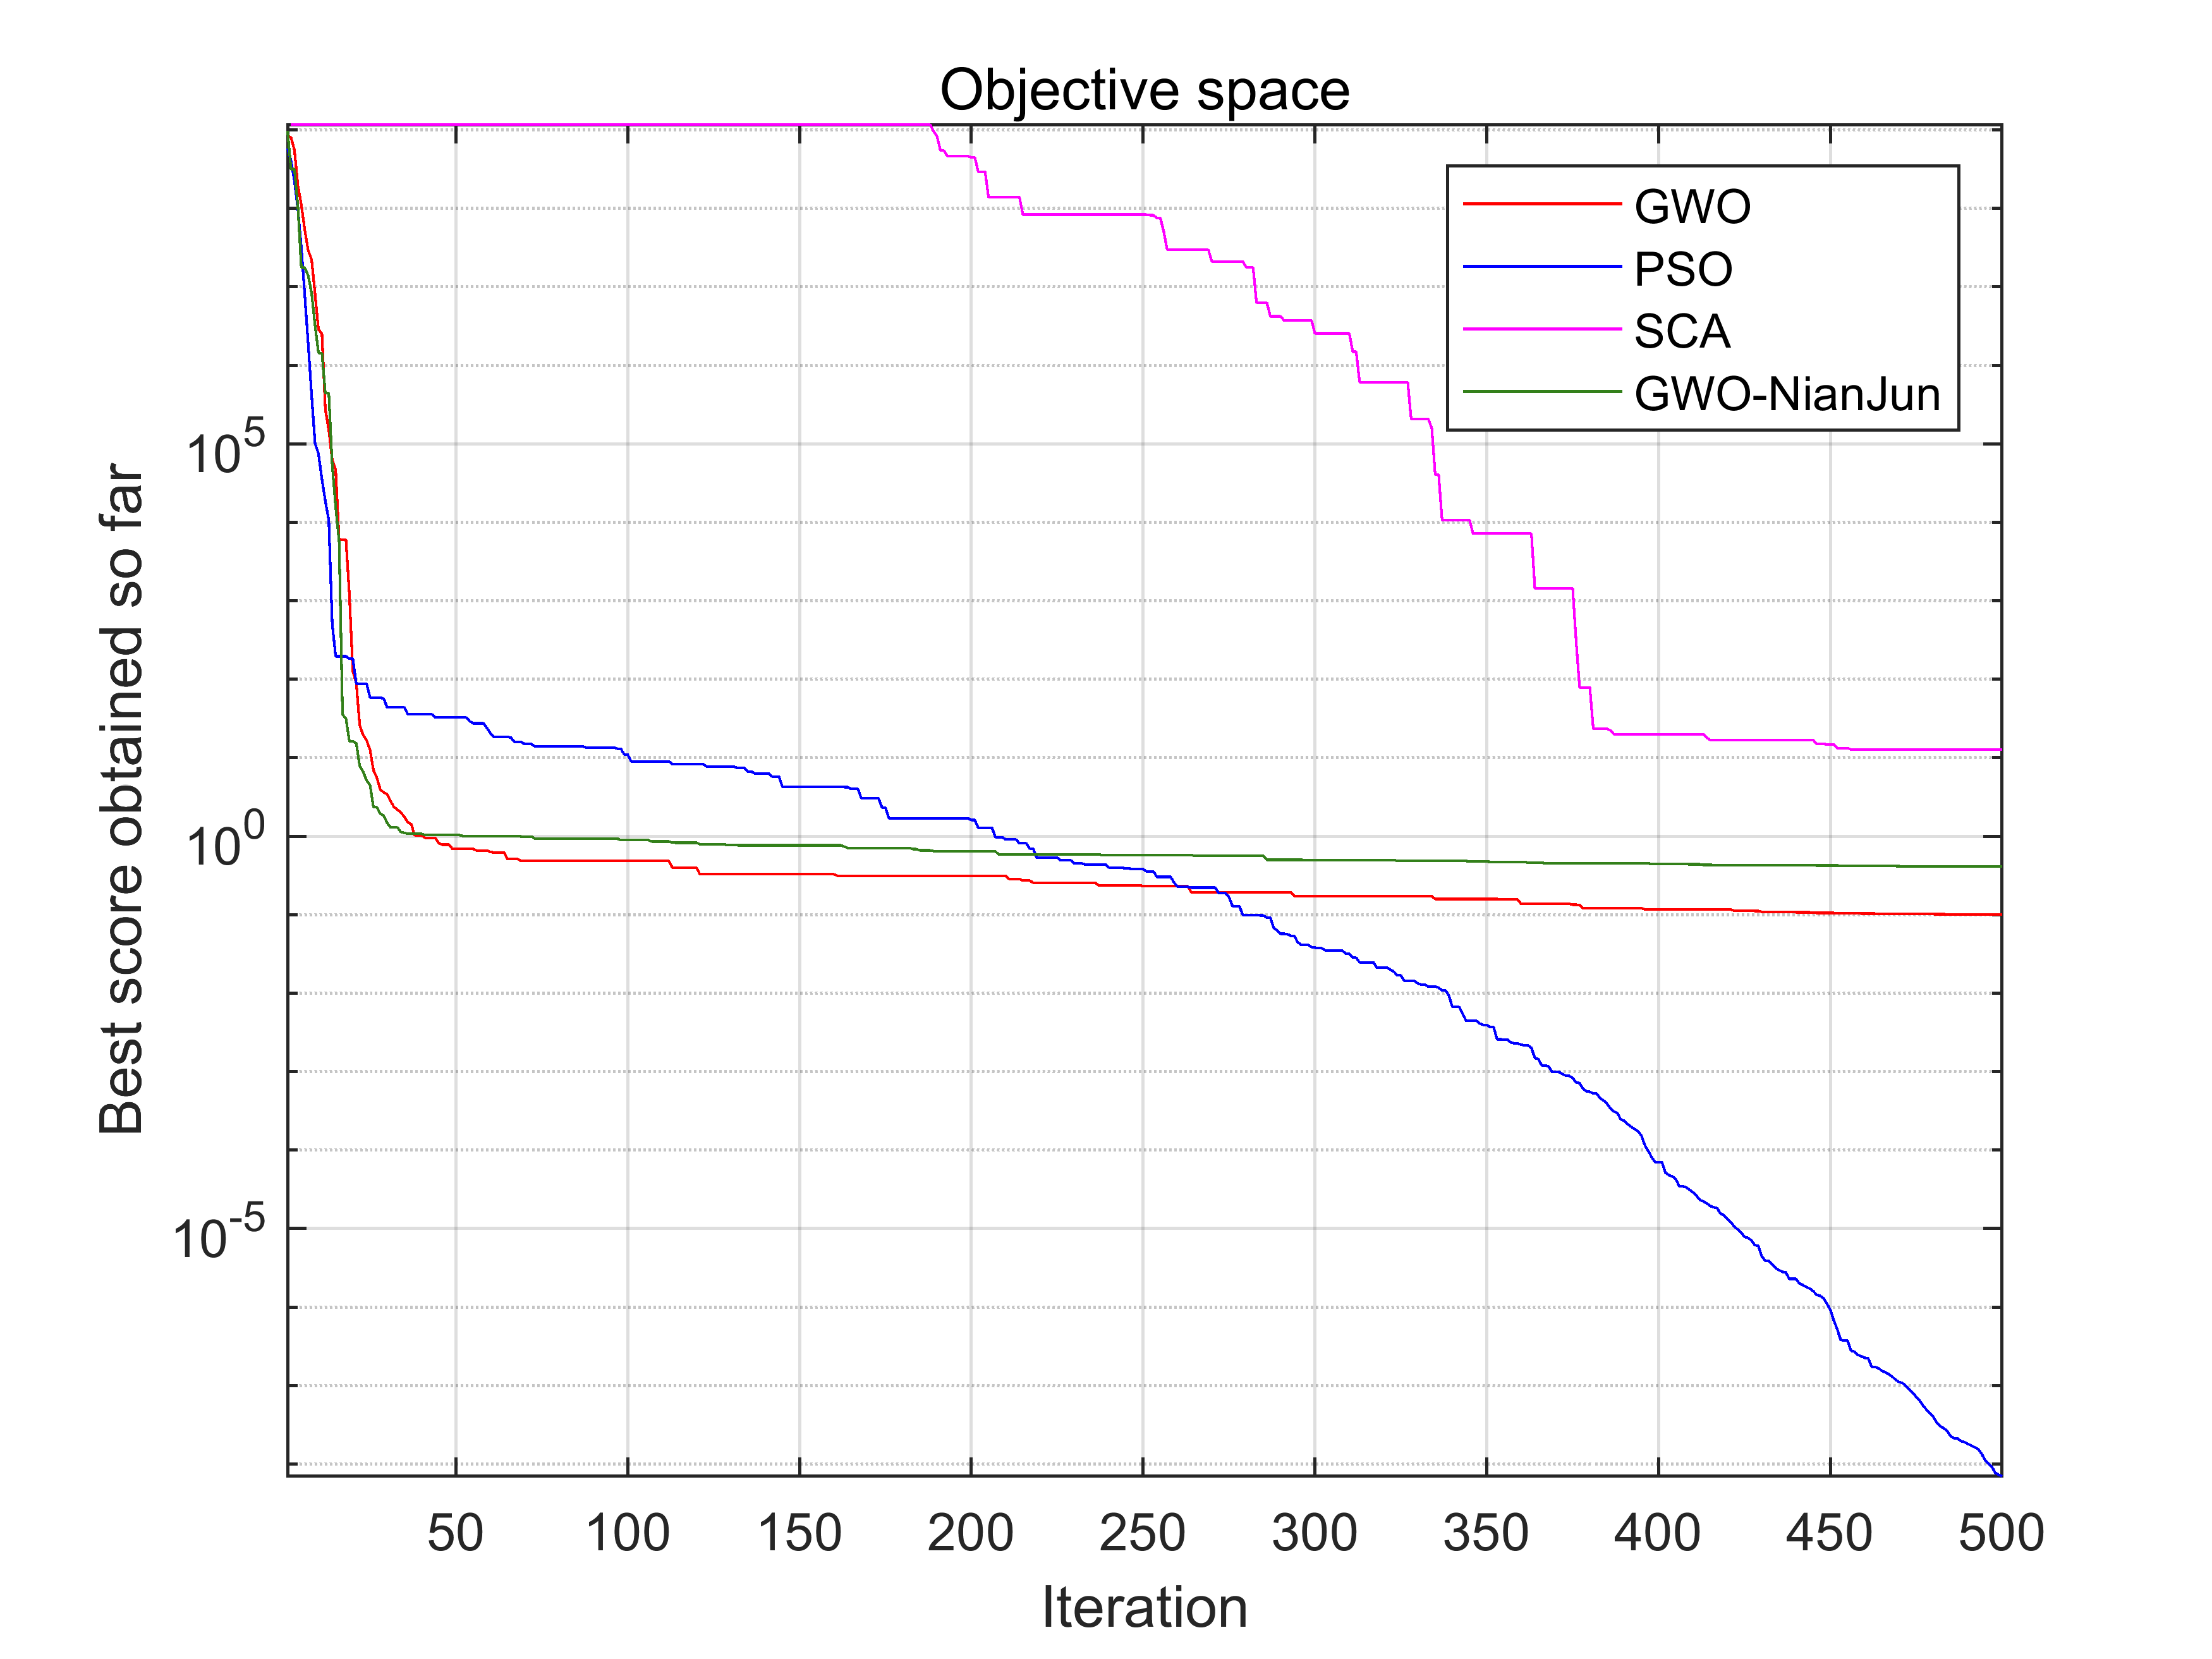 Objective space
GWO
PSO
SCA
GWO-NianJun
10^5
10^0
10^-5
Best score obtained so far
50 100 150 200 250 300 350 400 450 500
Iteration